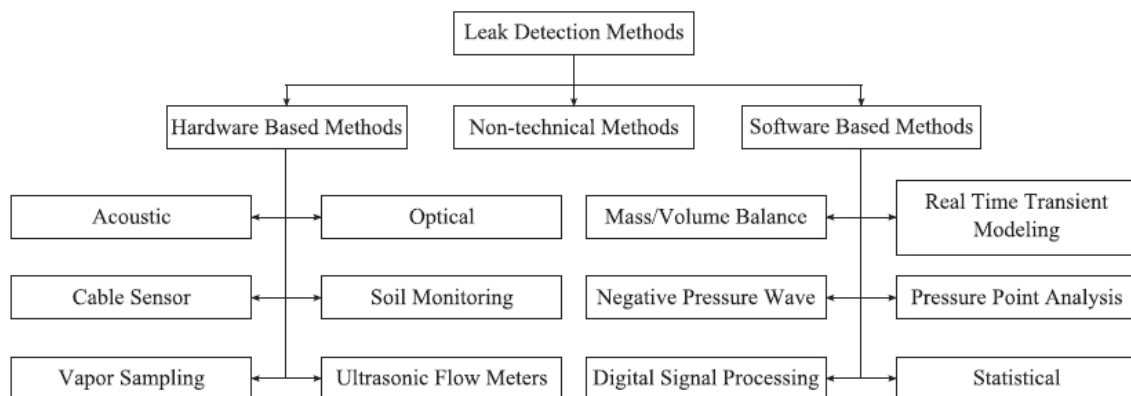 Leak Detection Methods
Hardware Based Methods
Non-technical Methods
Software Based Methods
Acoustic
Optical
Mass/Volume Balance
Real Time Transient
Modeling
Cable Sensor
Soil Monitoring
Negative Pressure Wave
Pressure Point Analysis
Vapor Sampling
Ultrasonic Flow Meters
Digital Signal Processing
Statistical